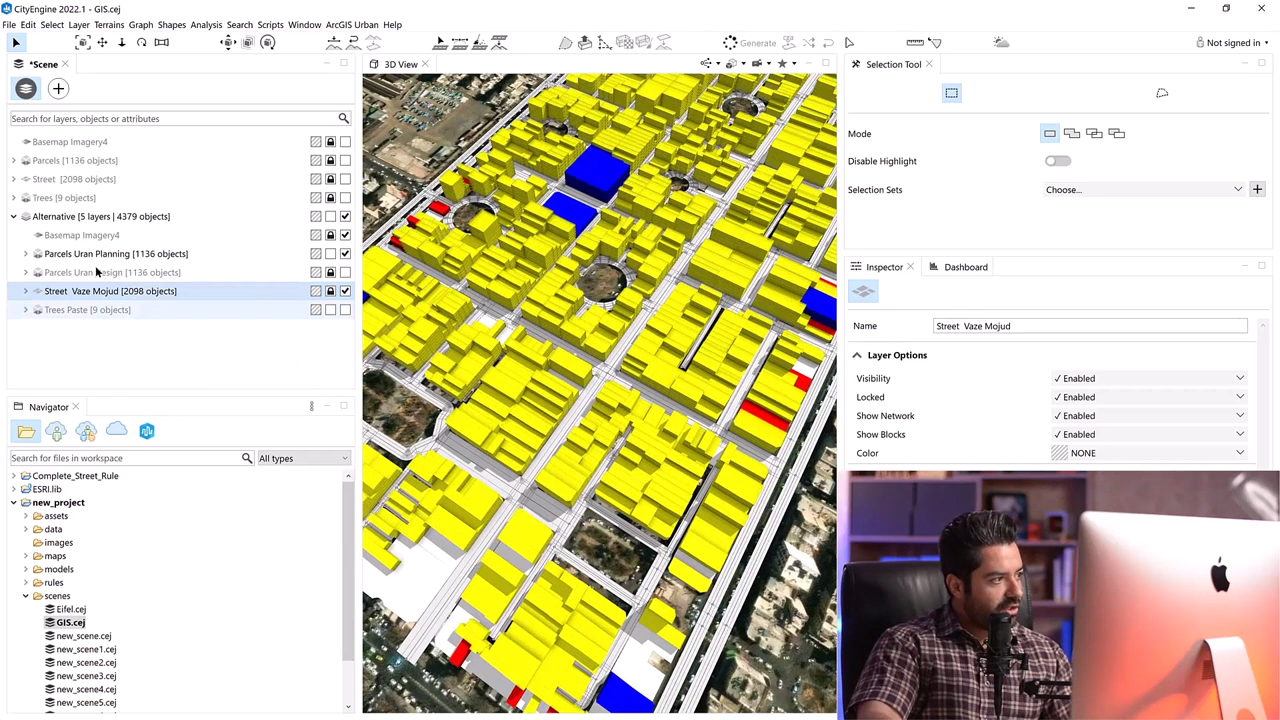 CityEngine 2022.1 - GIS.cej
File Edit Select Layer Terrains Graph Shapes Analysis Search Scripts Window ArcGIS Urban Help
Generate
Not signed in
*Scene
3D View
Selection Tool
Search for layers, objects or attributes
Basemap Imagery4
Parcels [1136 objects]
Street [2098 objects]
Trees [9 objects]
Alternative [5 layers | 4379 objects]
Basemap Imagery4
Parcels Uran Planning [1136 objects]
Parcels Uran Design [1136 objects]
Street Vaze Mojud [2098 objects]
Trees Paste [9 objects]
Mode
Disable Highlight
Selection Sets
Choose...
Inspector
Dashboard
Name
Street Vaze Mojud
Layer Options
Visibility
✓ Enabled
Locked
✓ Enabled
Show Network
✓ Enabled
Show Blocks
✓ Enabled
Color
NONE
Navigator
Search for files in workspace
All types
Complete_Street_Rule
ESRI.lib
new_project
assets
data
images
maps
models
rules
scenes
Eifel.cej
GIS.cej
new_scene.cej
new_scene1.cej
new_scene2.cej
new_scene3.cej
new_scene4.cej
new_scene5.cej